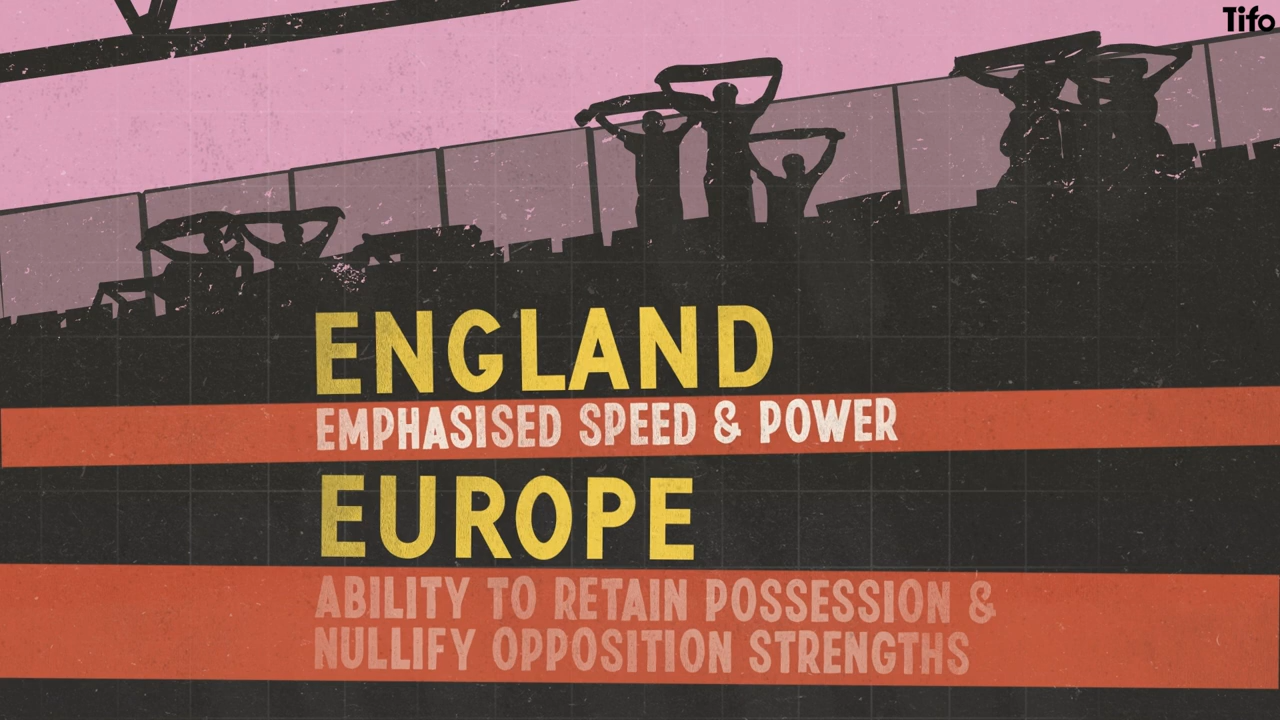 Tifo
ENGLAND
EMPHASISED SPEED & POWER
EUROPE
ABILITY TO RETAIN POSSESSION &
NULLIFY OPPOSITION STRENGTHS